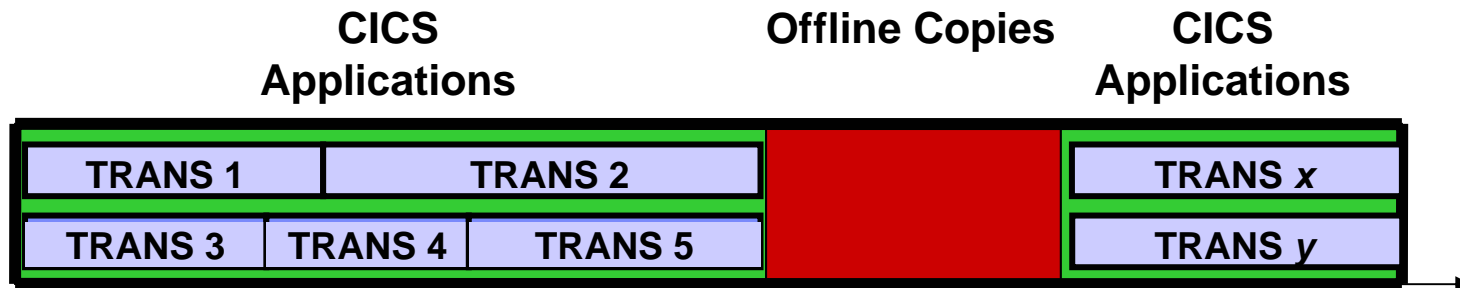 CICS
Applications
Offline Copies
CICS
Applications
TRANS 1
TRANS 2
TRANS x
TRANS 3
TRANS 4
TRANS 5
TRANS y